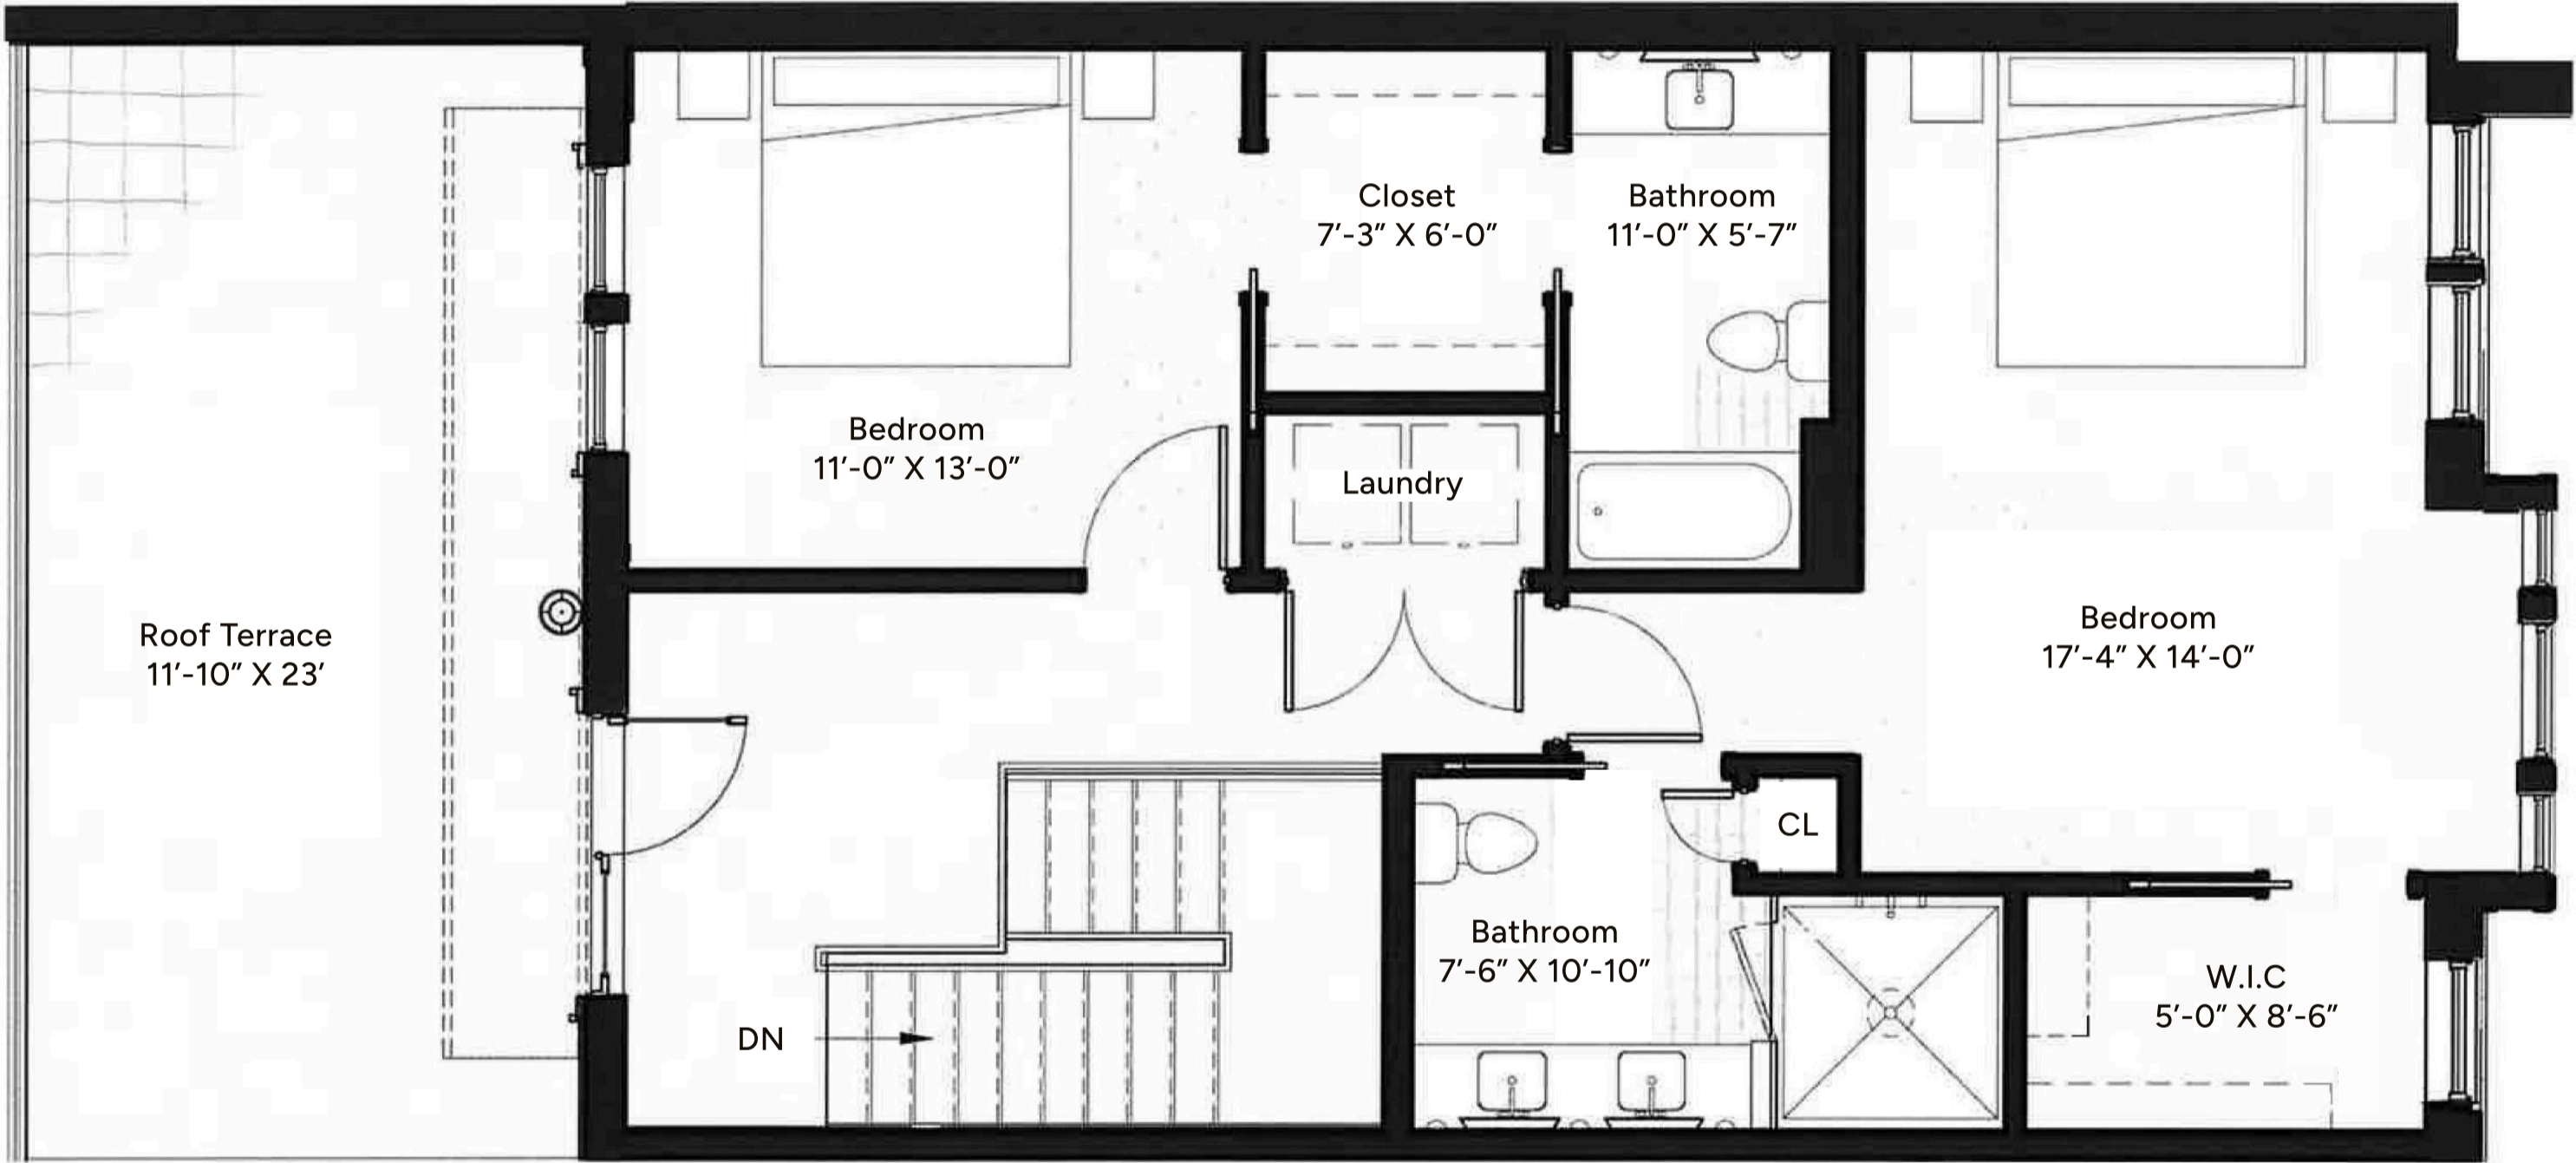 Closet
7′-3″ X 6′-0″
Bathroom
11′-0″ X 5′-7″
Bedroom
11′-0″ X 13′-0″
Laundry
Roof Terrace
11′-10″ X 23′
Bedroom
17′-4″ X 14′-0″
CL
Bathroom
7′-6″ X 10′-10″
W.I.C
5′-0″ X 8′-6″
DN